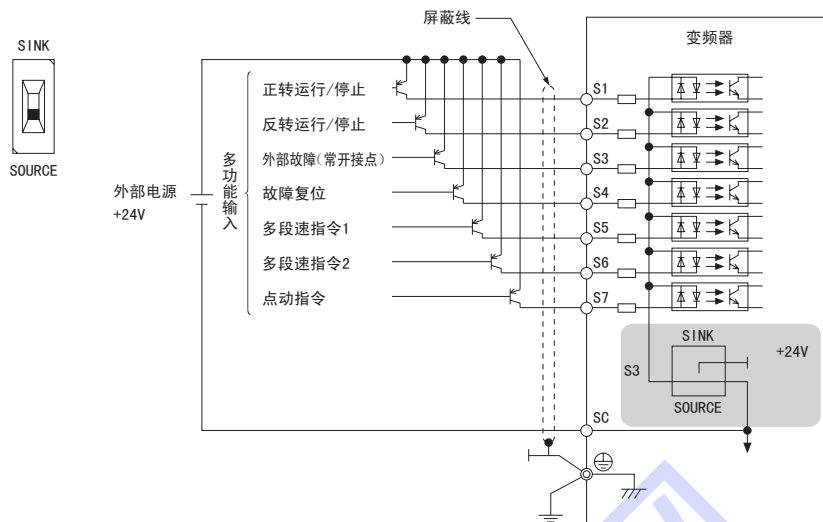 SINK
SOURCE
屏蔽线
变频器
外部电源
+24V
多功能输入
正转运行/停止
反转运行/停止
外部故障(常开接点)
故障复位
多段速指令1
多段速指令2
点动指令
S1
S2
S3
S4
S5
S6
S7
SINK
+24V
S3
SOURCE
SC